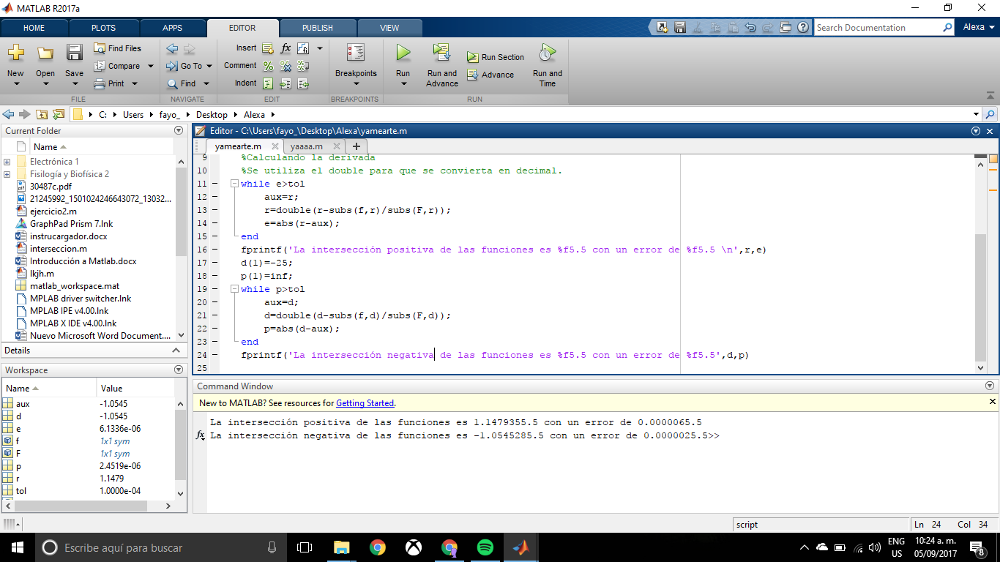 MATLAB R2017a
HOME PLOTS APPS EDITOR PUBLISH VIEW
Search Documentation
Alexa
New
Open
Save
Find Files
Compare
Print
FILE
Go To
Find
NAVIGATE
Insert
Comment
Indent
fx
EDIT
Breakpoints
BREAKPOINTS
Run
Run and Advance
Run Section
Advance
Run and Time
RUN
C: Users fayo_ Desktop Alexa
Current Folder
Name
Electrónica 1
Fisilogía y Biofísica 2
30487c.pdf
21245992_1501024246643072_13032...
ejercicio2.m
GraphPad Prism 7.lnk
instrucargador.docx
interseccion.m
Introducción a Matlab.docx
lkjh.m
matlab_workspace.mat
MPLAB driver switcher.lnk
MPLAB IPE v4.00.lnk
MPLAB X IDE v4.00.lnk
Nuevo Microsoft Word Document....
Details
Workspace
Name Value
aux -1.0545
d -1.0545
e 6.1336e-06
f 1x1 sym
F 1x1 sym
p 2.4519e-06
r 1.1479
tol 1.0000e-04
Editor - C:\Users\fayo_\Desktop\Alexa\yamearte.m
yamearte.m yaaaa.m
9 %Calculando la derivada
10 %Se utiliza el double para que se convierta en decimal.
11 – while e>tol
12 – aux=r;
13 – r=double(r-subs(f,r)/subs(F,r));
14 – e=abs(r-aux);
15 – end
16 – fprintf('La intersección positiva de las funciones es %f5.5 con un error de %f5.5 \n',r,e)
17 – d(1)=-25;
18 – p(1)=inf;
19 – while p>tol
20 – aux=d;
21 – d=double(d-subs(f,d)/subs(F,d));
22 – p=abs(d-aux);
23 – end
24 – fprintf('La intersección negativa de las funciones es %f5.5 con un error de %f5.5',d,p)
25
Command Window
New to MATLAB? See resources for Getting Started.
La intersección positiva de las funciones es 1.1479355.5 con un error de 0.0000065.5
fx La intersección negativa de las funciones es -1.0545285.5 con un error de 0.0000025.5>>
script
Ln 24 Col 34
Escribe aquí para buscar
ENG
US
10:24 a. m.
05/09/2017
8